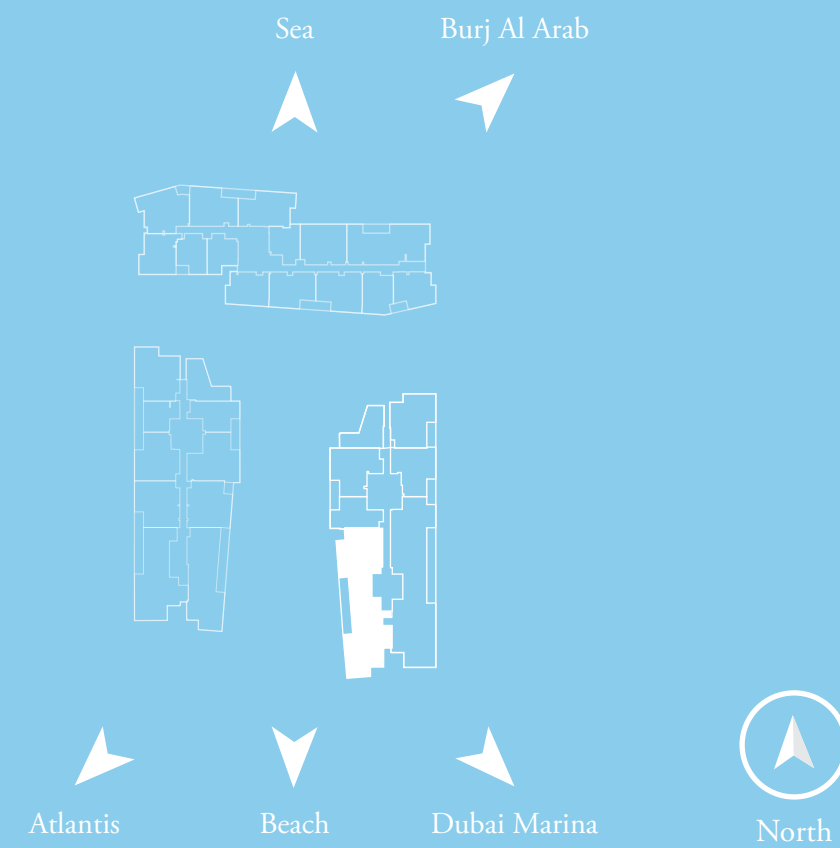 Sea
Burj Al Arab
Atlantis
Beach
Dubai Marina
North